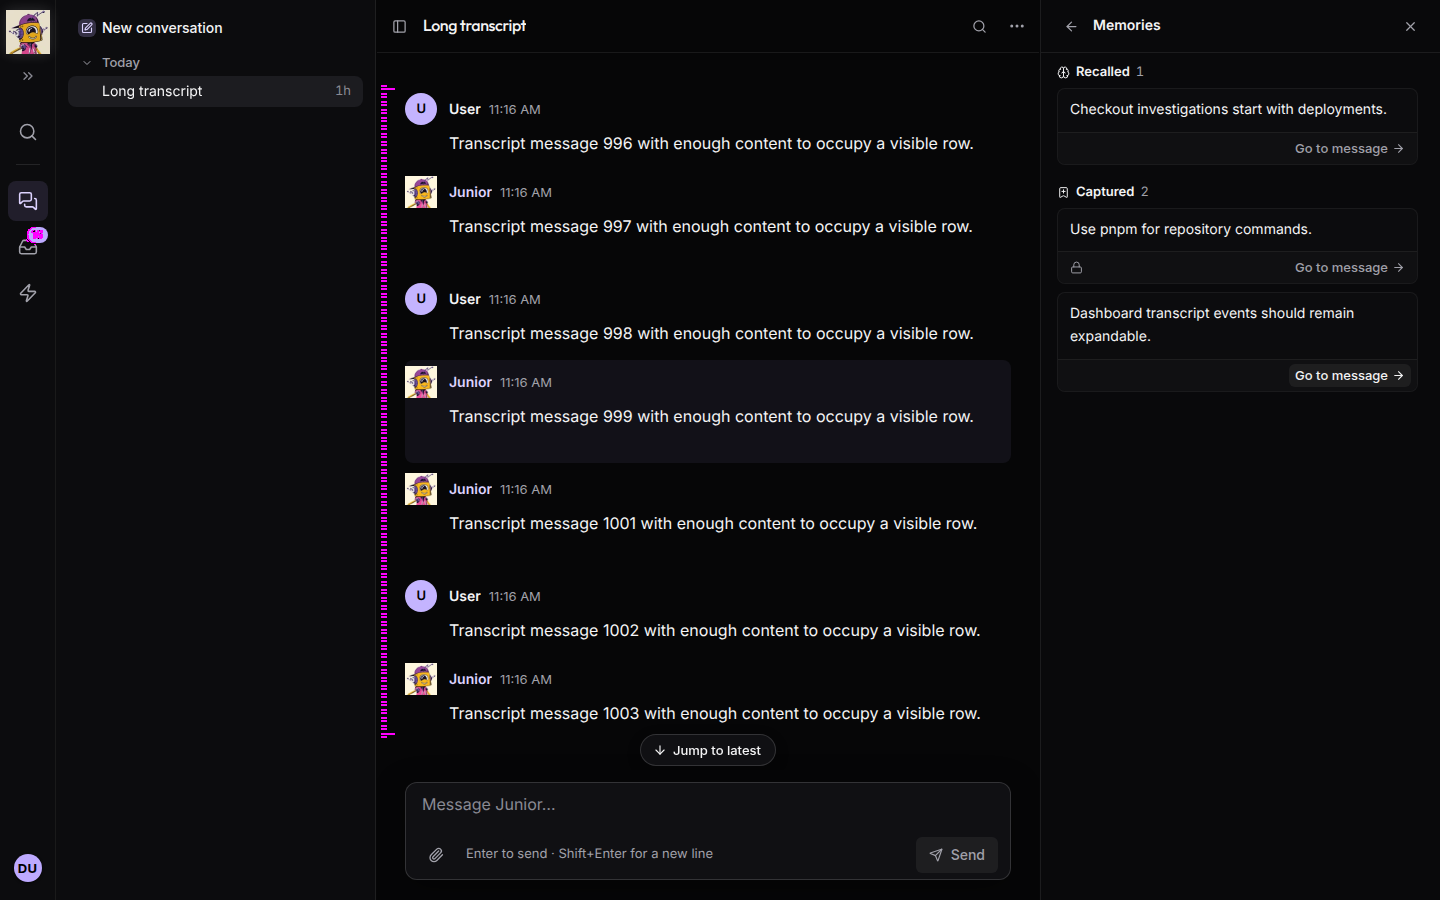 New conversation
Today
Long transcript 1h
DU
Long transcript
U User 11:16 AM
Transcript message 996 with enough content to occupy a visible row.
Junior 11:16 AM
Transcript message 997 with enough content to occupy a visible row.
U User 11:16 AM
Transcript message 998 with enough content to occupy a visible row.
Junior 11:16 AM
Transcript message 999 with enough content to occupy a visible row.
Junior 11:16 AM
Transcript message 1001 with enough content to occupy a visible row.
U User 11:16 AM
Transcript message 1002 with enough content to occupy a visible row.
Junior 11:16 AM
Transcript message 1003 with enough content to occupy a visible row.
Jump to latest
Message Junior...
Enter to send · Shift+Enter for a new line
Send
Memories
Recalled 1
Checkout investigations start with deployments.
Go to message
Captured 2
Use pnpm for repository commands.
Go to message
Dashboard transcript events should remain
expandable.
Go to message